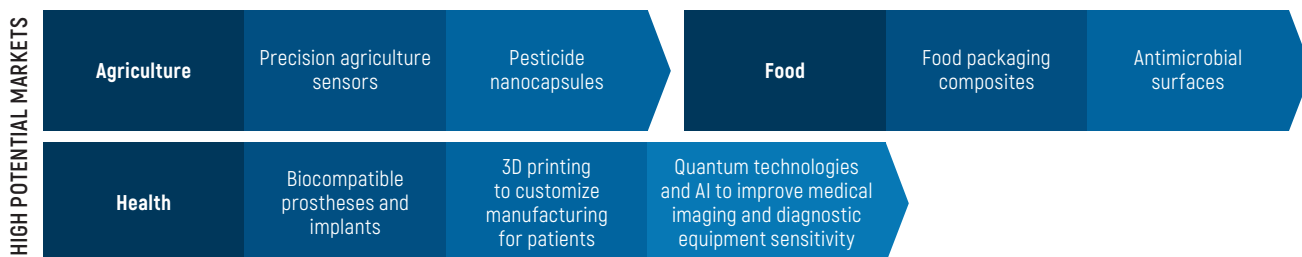 HIGH POTENTIAL MARKETS
Agriculture
Precision agriculture
sensors
Pesticide
nanocapsules
Food
Food packaging
composites
Antimicrobial
surfaces
Health
Biocompatible
prostheses and
implants
3D printing
to customize
manufacturing
for patients
Quantum technologies
and AI to improve medical
imaging and diagnostic
equipment sensitivity